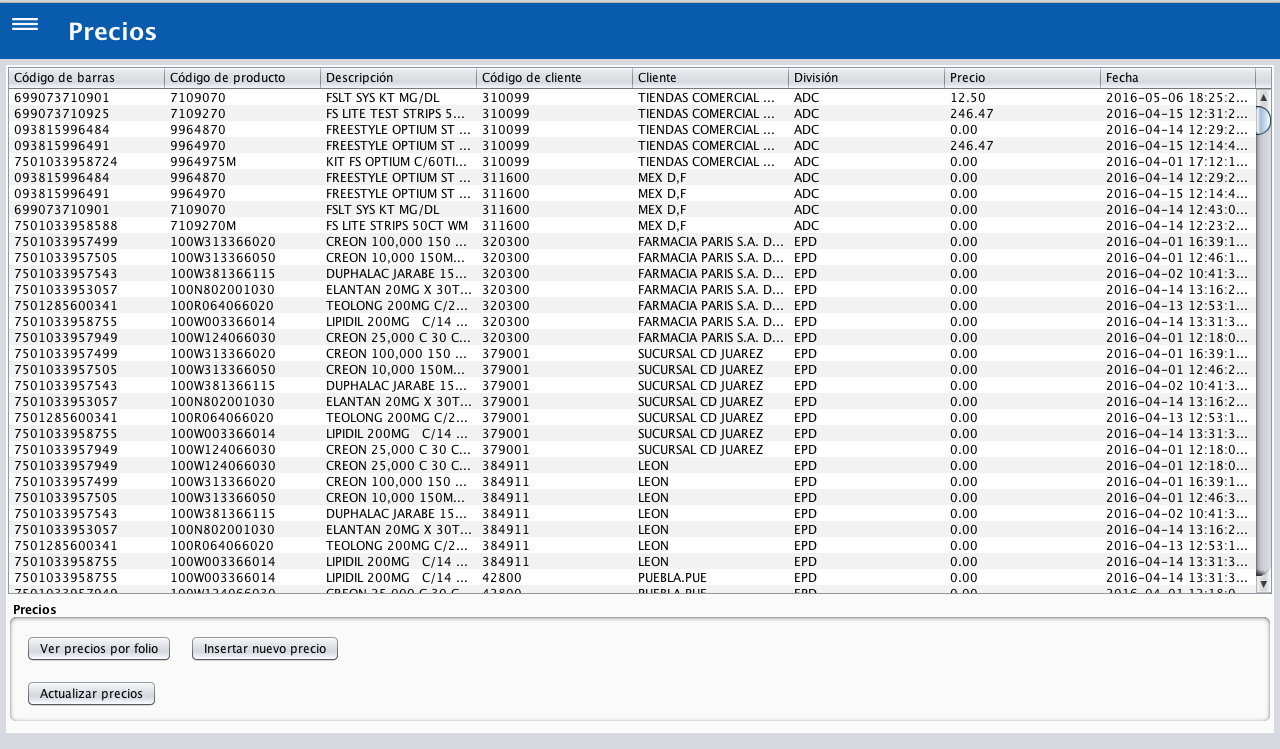 Precios
Código de barras Código de producto Descripción Código de cliente Cliente División Precio Fecha
699073710901 7109070 FSLT SYS KT MG/DL 310099 TIENDAS COMERCIAL ... ADC 12.50 2016-05-06 18:25:2...
699073710925 7109270 FS LITE TEST STRIPS 5... 310099 TIENDAS COMERCIAL ... ADC 246.47 2016-04-15 12:31:2...
093815996484 9964870 FREESTYLE OPTIUM ST ... 310099 TIENDAS COMERCIAL ... ADC 0.00 2016-04-14 12:29:2...
093815996491 9964970 FREESTYLE OPTIUM ST ... 310099 TIENDAS COMERCIAL ... ADC 246.47 2016-04-15 12:14:4...
7501033958724 9964975M KIT FS OPTIUM C/60TI... 310099 TIENDAS COMERCIAL ... ADC 0.00 2016-04-01 17:12:1...
093815996484 9964870 FREESTYLE OPTIUM ST ... 311600 MEX D,F ADC 0.00 2016-04-14 12:29:2...
093815996491 9964970 FREESTYLE OPTIUM ST ... 311600 MEX D,F ADC 0.00 2016-04-15 12:14:4...
699073710901 7109070 FSLT SYS KT MG/DL 311600 MEX D,F ADC 0.00 2016-04-14 12:43:0...
7501033958588 7109270M FS LITE STRIPS 50CT WM 311600 MEX D,F ADC 0.00 2016-04-14 12:23:2...
7501033957499 100W313366020 CREON 100,000 150 ... 320300 FARMACIA PARIS S.A. D... EPD 0.00 2016-04-01 16:39:1...
7501033957505 100W313366050 CREON 10,000 150M... 320300 FARMACIA PARIS S.A. D... EPD 0.00 2016-04-01 12:46:1...
7501033957543 100W381366115 DUPHALAC JARABE 15... 320300 FARMACIA PARIS S.A. D... EPD 0.00 2016-04-02 10:41:3...
7501033953057 100N802001030 ELANTAN 20MG X 30T... 320300 FARMACIA PARIS S.A. D... EPD 0.00 2016-04-14 13:16:2...
7501285600341 100R064066020 TEOLONG 200MG C/2... 320300 FARMACIA PARIS S.A. D... EPD 0.00 2016-04-13 12:53:1...
7501033958755 100W003366014 LIPIDIL 200MG C/14 ... 320300 FARMACIA PARIS S.A. D... EPD 0.00 2016-04-14 13:31:3...
7501033957949 100W124066030 CREON 25,000 C 30 C... 320300 FARMACIA PARIS S.A. D... EPD 0.00 2016-04-01 12:18:0...
7501033957499 100W313366020 CREON 100,000 150 ... 379001 SUCURSAL CD JUAREZ EPD 0.00 2016-04-01 16:39:1...
7501033957505 100W313366050 CREON 10,000 150M... 379001 SUCURSAL CD JUAREZ EPD 0.00 2016-04-01 12:46:2...
7501033957543 100W381366115 DUPHALAC JARABE 15... 379001 SUCURSAL CD JUAREZ EPD 0.00 2016-04-02 10:41:3...
7501033953057 100N802001030 ELANTAN 20MG X 30T... 379001 SUCURSAL CD JUAREZ EPD 0.00 2016-04-14 13:16:2...
7501285600341 100R064066020 TEOLONG 200MG C/2... 379001 SUCURSAL CD JUAREZ EPD 0.00 2016-04-13 12:53:1...
7501033958755 100W003366014 LIPIDIL 200MG C/14 ... 379001 SUCURSAL CD JUAREZ EPD 0.00 2016-04-14 13:31:3...
7501033957949 100W124066030 CREON 25,000 C 30 C... 379001 SUCURSAL CD JUAREZ EPD 0.00 2016-04-01 12:18:0...
7501033957949 100W124066030 CREON 25,000 C 30 C... 384911 LEON EPD 0.00 2016-04-01 12:18:0...
7501033957499 100W313366020 CREON 100,000 150 ... 384911 LEON EPD 0.00 2016-04-01 16:39:1...
7501033957505 100W313366050 CREON 10,000 150M... 384911 LEON EPD 0.00 2016-04-01 12:46:3...
7501033957543 100W381366115 DUPHALAC JARABE 15... 384911 LEON EPD 0.00 2016-04-02 10:41:3...
7501033953057 100N802001030 ELANTAN 20MG X 30T... 384911 LEON EPD 0.00 2016-04-14 13:16:2...
7501285600341 100R064066020 TEOLONG 200MG C/2... 384911 LEON EPD 0.00 2016-04-13 12:53:1...
7501033958755 100W003366014 LIPIDIL 200MG C/14 ... 384911 LEON EPD 0.00 2016-04-14 13:31:3...
7501033958755 100W003366014 LIPIDIL 200MG C/14 ... 42800 PUEBLA.PUE EPD 0.00 2016-04-14 13:31:3...
7501033957949 100W124066030 CREON 25,000 C 30 C... 42800 PUEBLA.PUE EPD 0.00 2016-04-01 12:18:0...
Precios
Ver precios por folio Insertar nuevo precio
Actualizar precios